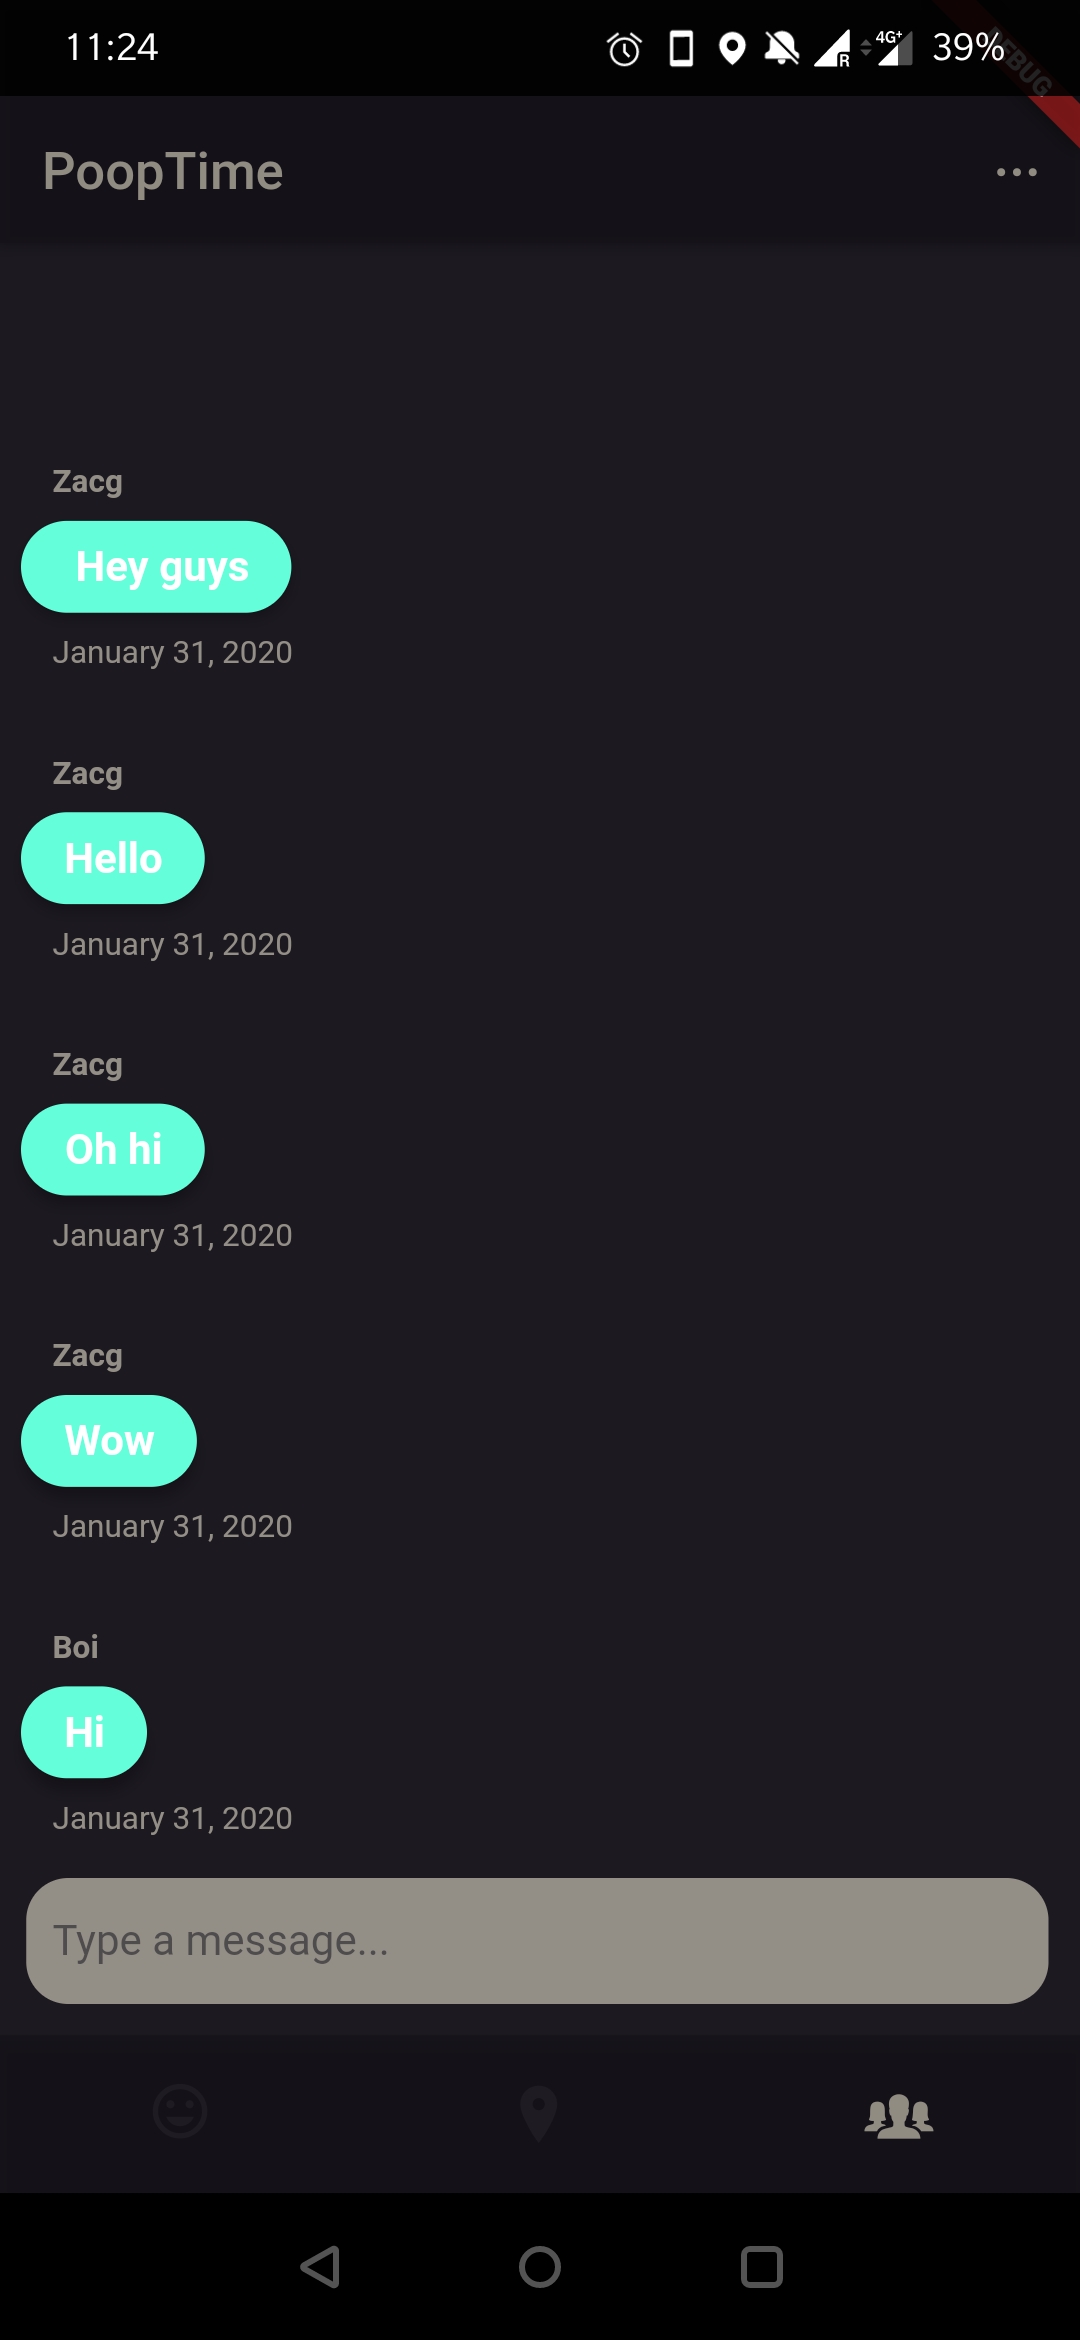 11:24
R
4G+
39%
DEBUG
PoopTime
Zacg
Hey guys
January 31, 2020
Zacg
Hello
January 31, 2020
Zacg
Oh hi
January 31, 2020
Zacg
Wow
January 31, 2020
Boi
Hi
January 31, 2020
Type a message...